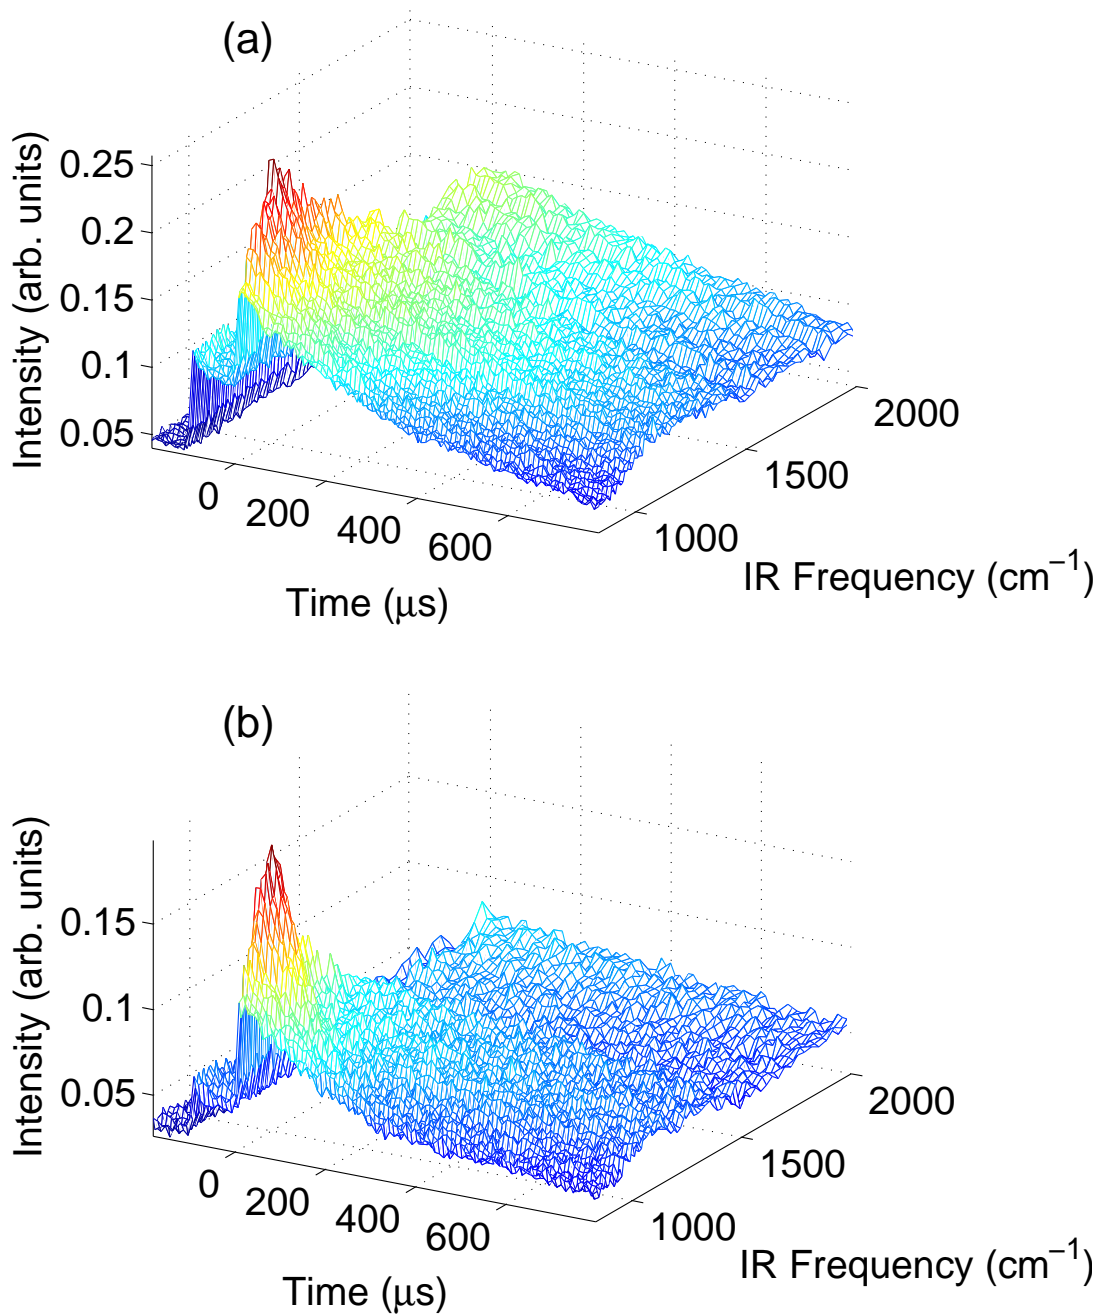 (a)
Intensity (arb. units)
0.25
0.2
0.15
0.1
0.05
0
200
400
600
Time (μs)
1000
1500
2000
IR Frequency (cm⁻¹)
(b)
Intensity (arb. units)
0.15
0.1
0.05
0
200
400
600
Time (μs)
1000
1500
2000
IR Frequency (cm⁻¹)